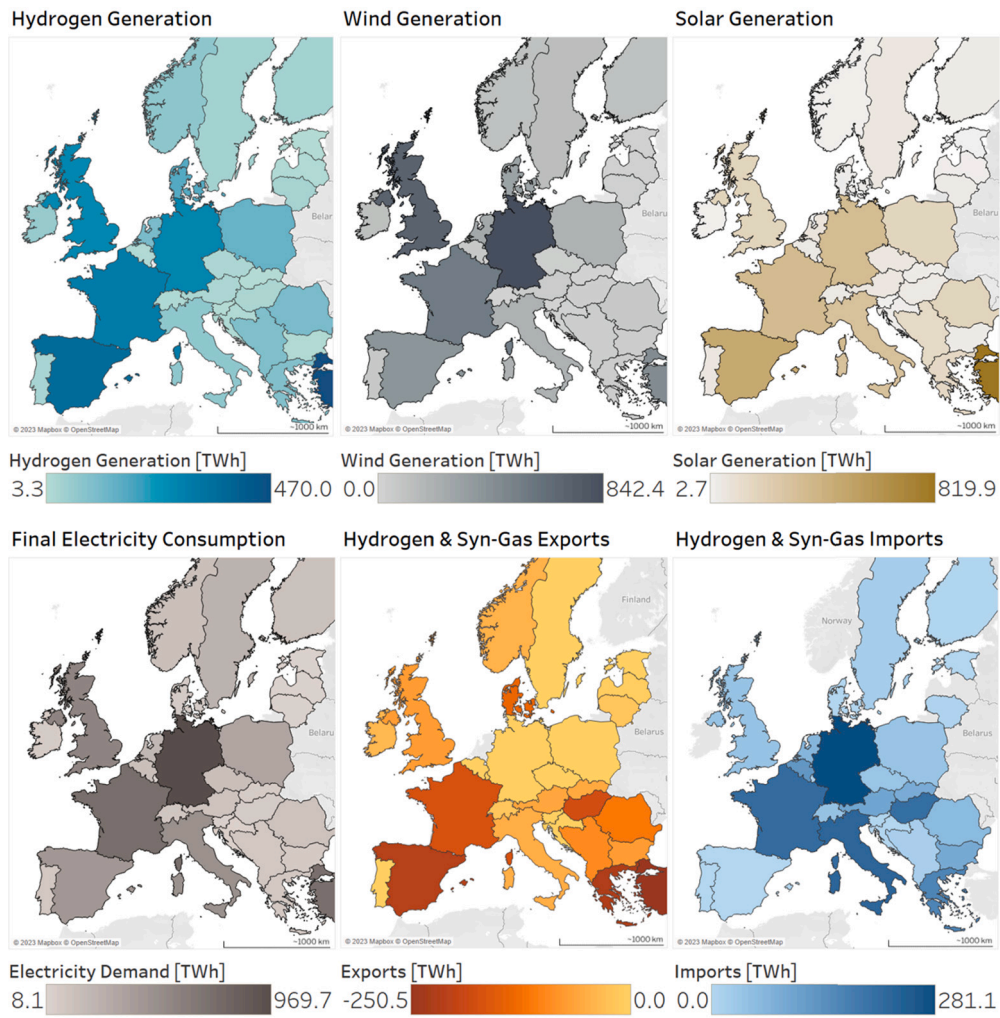 Hydrogen Generation
Wind Generation
Solar Generation
Belar
© 2023 Mapbox © OpenStreetMap
~1000 km
Belaru
© 2023 Mapbox © OpenStreetMap
~1000 km
Belaru
© 2023 Mapbox © OpenStreetMap
~1000 km
Hydrogen Generation [TWh]
3.3 470.0
Wind Generation [TWh]
0.0 842.4
Solar Generation [TWh]
2.7 819.9
Final Electricity Consumption
Hydrogen & Syn-Gas Exports
Hydrogen & Syn-Gas Imports
Belaru
© 2023 Mapbox © OpenStreetMap
~1000 km
Finland
Belarus
© 2023 Mapbox © OpenStreetMap
~1000 km
Norway
Belarus
© 2023 Mapbox © OpenStreetMap
~1000 km
Electricity Demand [TWh]
8.1 969.7
Exports [TWh]
-250.5 0.0
Imports [TWh]
0.0 281.1